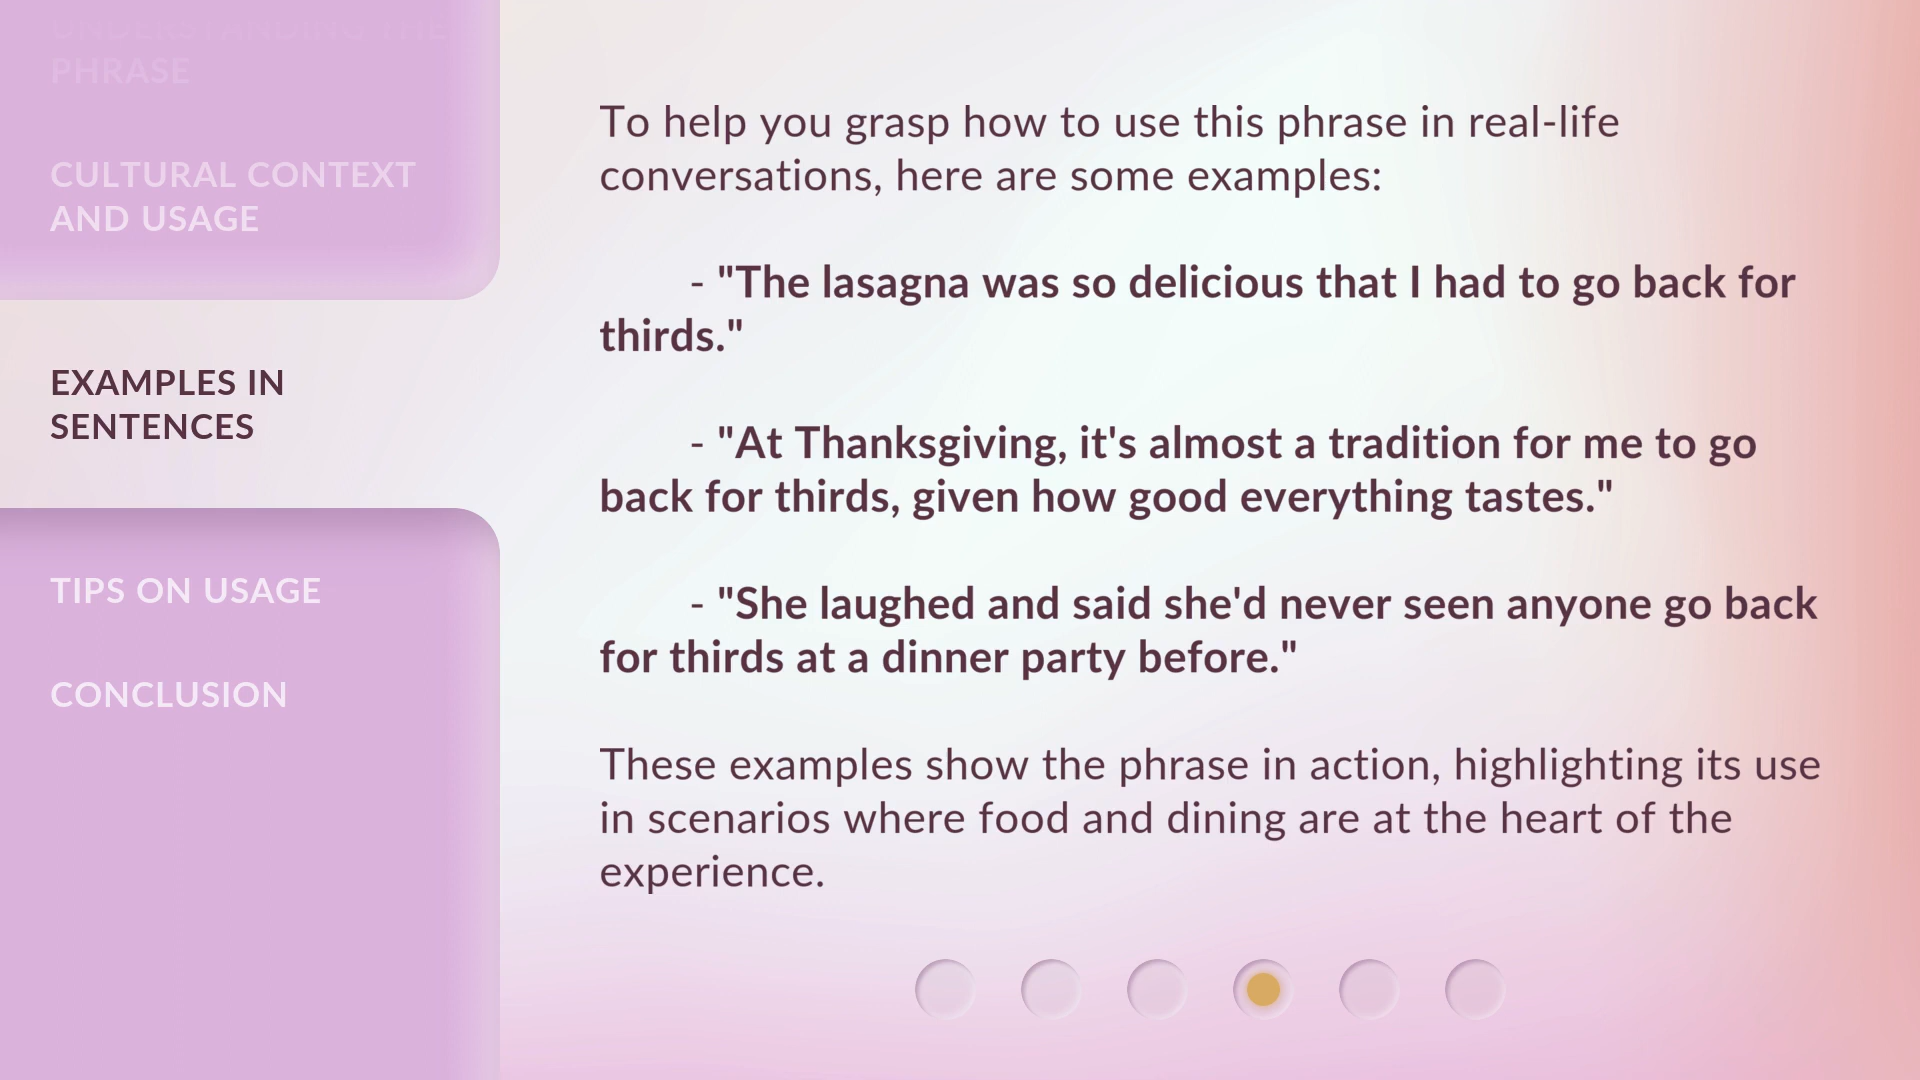 UNDERSTANDING THE
PHRASE
CULTURAL CONTEXT
AND USAGE
EXAMPLES IN
SENTENCES
TIPS ON USAGE
CONCLUSION
To help you grasp how to use this phrase in real-life
conversations, here are some examples:
- "The lasagna was so delicious that I had to go back for
thirds."
- "At Thanksgiving, it's almost a tradition for me to go
back for thirds, given how good everything tastes."
- "She laughed and said she'd never seen anyone go back
for thirds at a dinner party before."
These examples show the phrase in action, highlighting its use
in scenarios where food and dining are at the heart of the
experience.